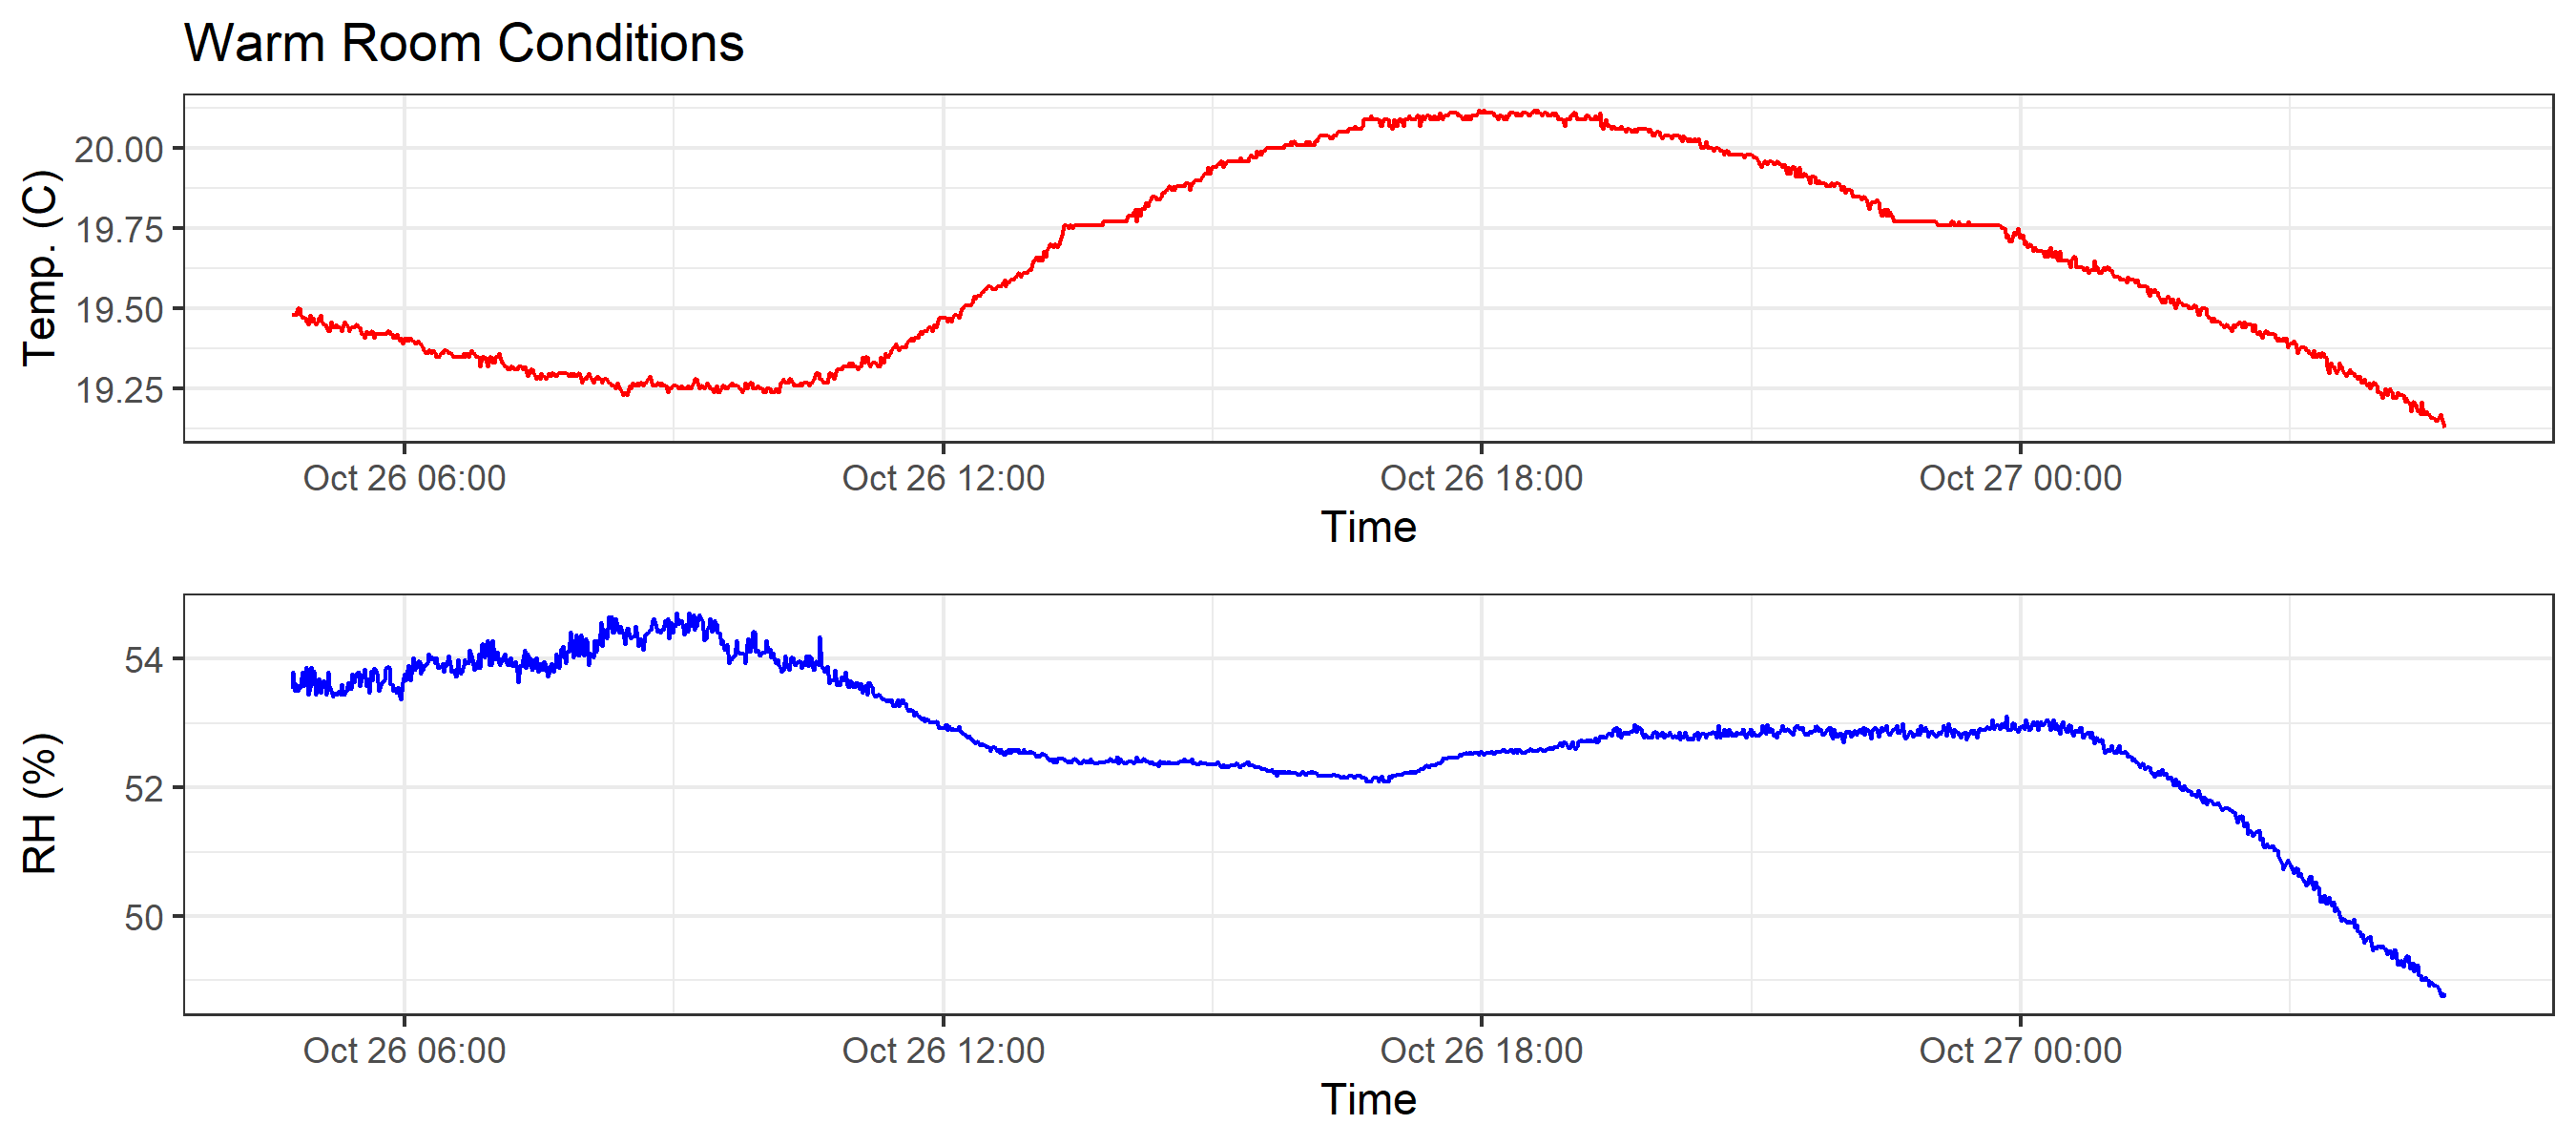 Warm Room Conditions
Temp. (C)
20.00
19.75
19.50
19.25
Oct 26 06:00 Oct 26 12:00 Oct 26 18:00 Oct 27 00:00
Time
RH (%)
54
52
50
Oct 26 06:00 Oct 26 12:00 Oct 26 18:00 Oct 27 00:00
Time